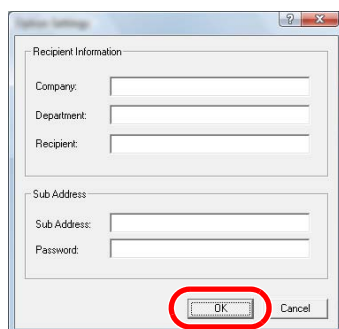 Recipient Information
Company:
Department:
Recipient:
Sub Address
Sub Address:
Password:
OK Cancel